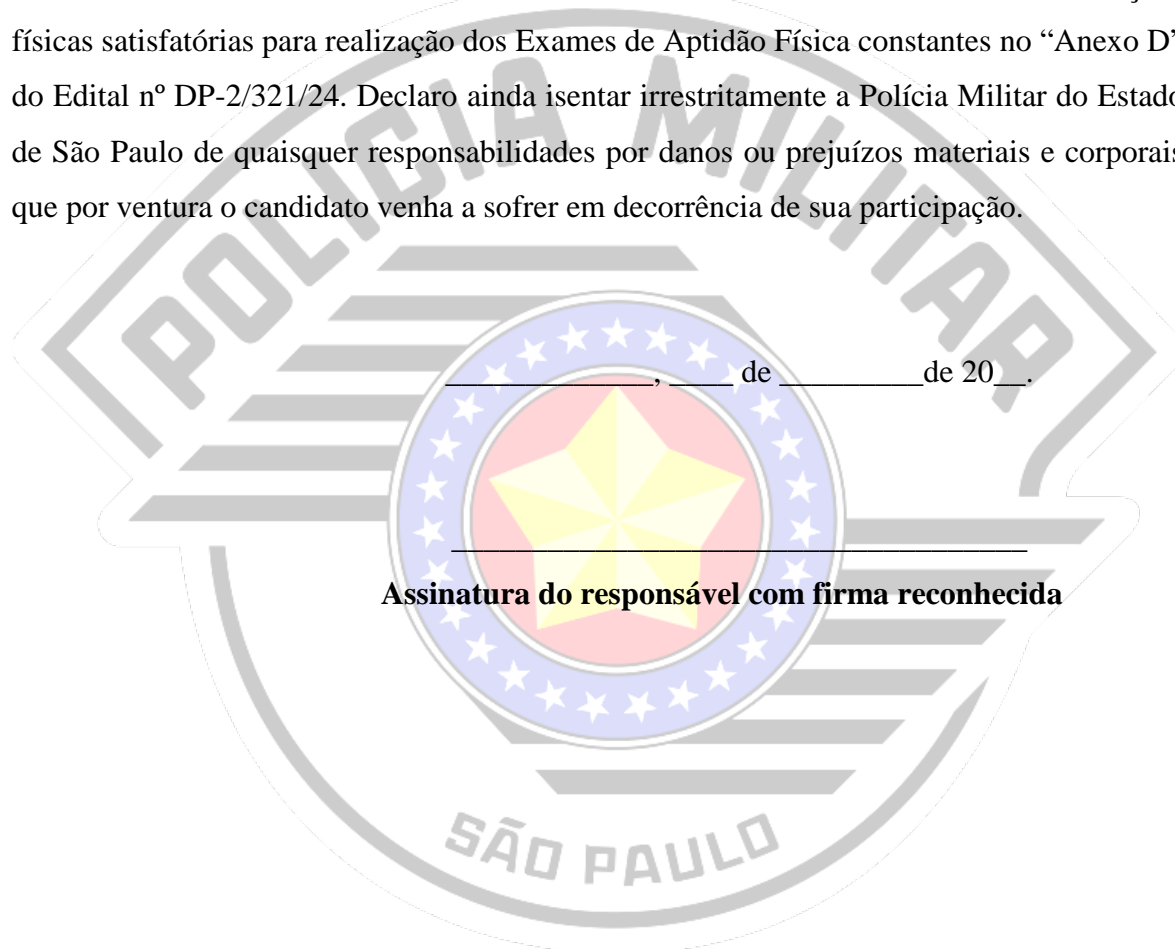 físicas satisfatórias para realização dos Exames de Aptidão Física constantes no “Anexo D”
do Edital nº DP-2/321/24. Declaro ainda isentar irrestritamente a Polícia Militar do Estado
de São Paulo de quaisquer responsabilidades por danos ou prejuízos materiais e corporais
que por ventura o candidato venha a sofrer em decorrência de sua participação.
POLÍCIA MILITAR
_____________, ____ de _________de 20__.
____________________________________
Assinatura do responsável com firma reconhecida
SÃO PAULO